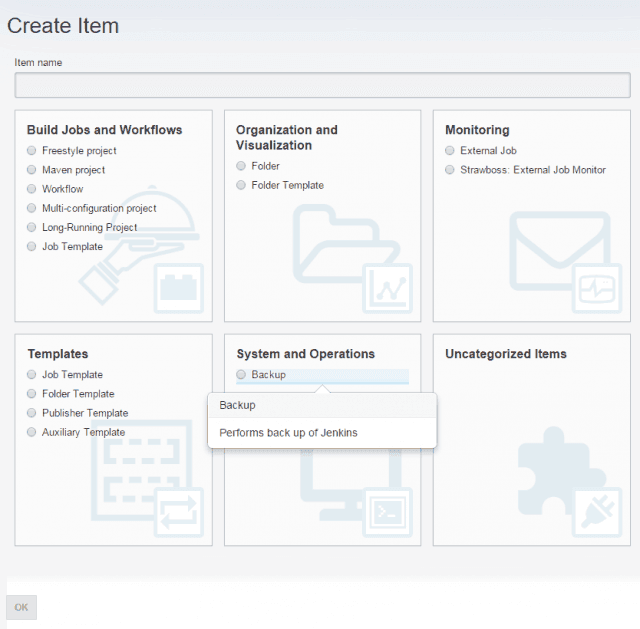 Create Item
Item name
Build Jobs and Workflows
Freestyle project
Maven project
Workflow
Multi-configuration project
Long-Running Project
Job Template
Organization and
Visualization
Folder
Folder Template
Monitoring
External Job
Strawboss: External Job Monitor
Templates
Job Template
Folder Template
Publisher Template
Auxiliary Template
System and Operations
Backup
Backup
Performs back up of Jenkins
Uncategorized Items
OK